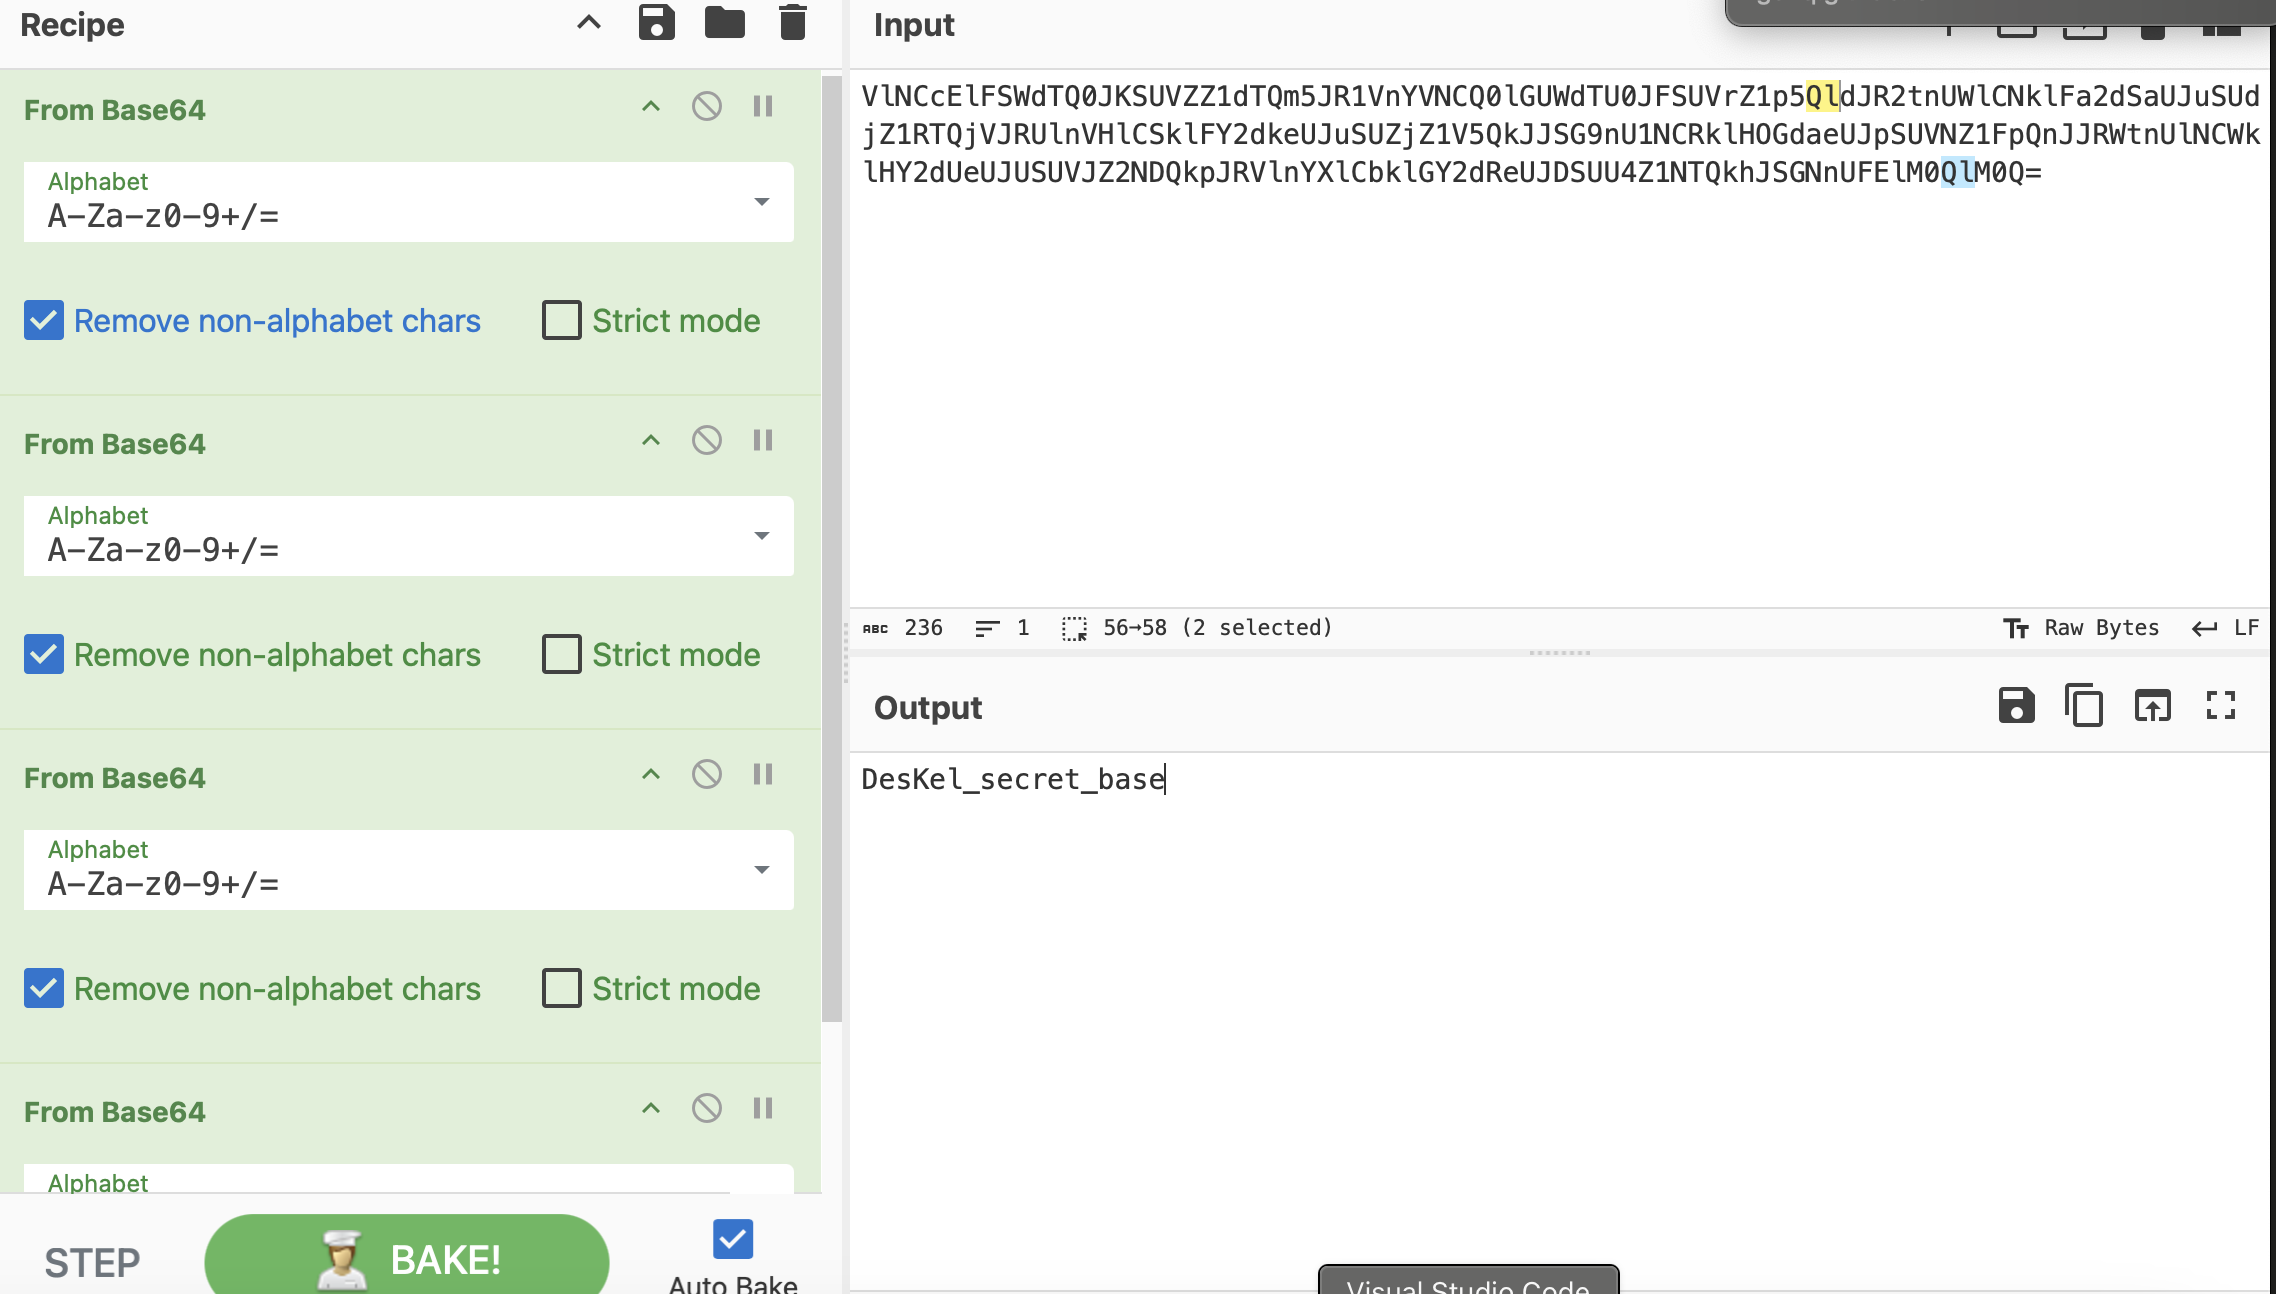 Recipe
From Base64
Alphabet
A-Za-z0-9+/=
Remove non-alphabet chars
Strict mode
From Base64
Alphabet
A-Za-z0-9+/=
Remove non-alphabet chars
Strict mode
From Base64
Alphabet
A-Za-z0-9+/=
Remove non-alphabet chars
Strict mode
From Base64
Alphabet
STEP
BAKE!
Auto Bake
Input
VlNCcElFSWdTQ0JKSUVZZ1dTQm5JR1VnYVNCQ0lGUWdTU0JFSUVrZ1p5QldJR2tnUWlCNklFa2dSaUJuSUd
jZ1RTQjVJRUlnVHlCSklFY2dkeUJuSUZjZ1V5QkJJSG9nU1NCRklHOGdaeUJpSUVNZ1FpQnJJRWtnUlNCWk
lHY2dUeUJUSUVJZ2NDQkpJRVlnYXlCbklGY2dReUJDSUU4Z1NTQkhJSGNnUFElM0QlM0Q=
ABC 236
1
56→58 (2 selected)
Raw Bytes
LF
Output
DesKel_secret_base
Visual Studio Code